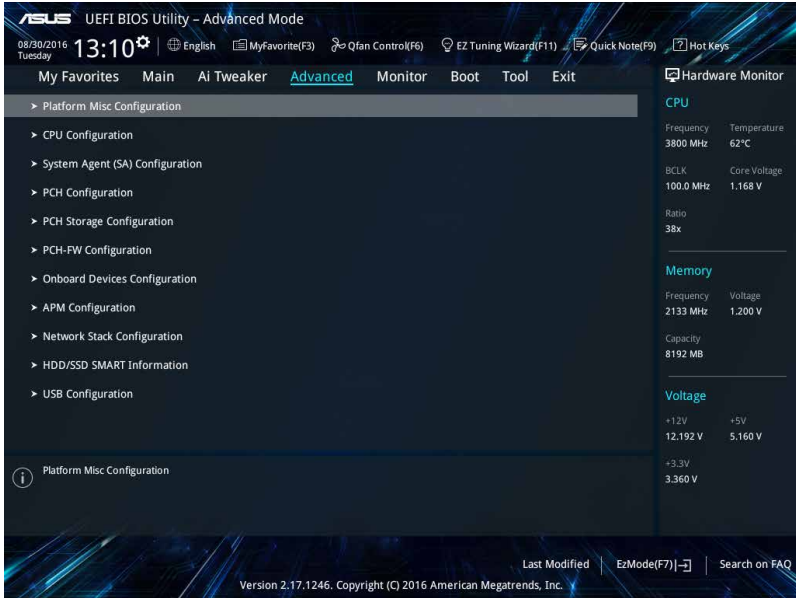 ASUS UEFI BIOS Utility – Advanced Mode
08/30/2016 Tuesday 13:10 English MyFavorite(F3) Qfan Control(F6) EZ Tuning Wizard(F11) Quick Note(F9) ? Hot Keys
My Favorites Main Ai Tweaker Advanced Monitor Boot Tool Exit
> Platform Misc Configuration
> CPU Configuration
> System Agent (SA) Configuration
> PCH Configuration
> PCH Storage Configuration
> PCH-FW Configuration
> Onboard Devices Configuration
> APM Configuration
> Network Stack Configuration
> HDD/SSD SMART Information
> USB Configuration
i Platform Misc Configuration
Hardware Monitor
CPU
Frequency Temperature
3800 MHz 62°C
BCLK Core Voltage
100.0 MHz 1.168 V
Ratio
38x
Memory
Frequency Voltage
2133 MHz 1.200 V
Capacity
8192 MB
Voltage
+12V +5V
12.192 V 5.160 V
+3.3V
3.360 V
Last Modified EzMode(F7) Search on FAQ
Version 2.17.1246. Copyright (C) 2016 American Megatrends, Inc.